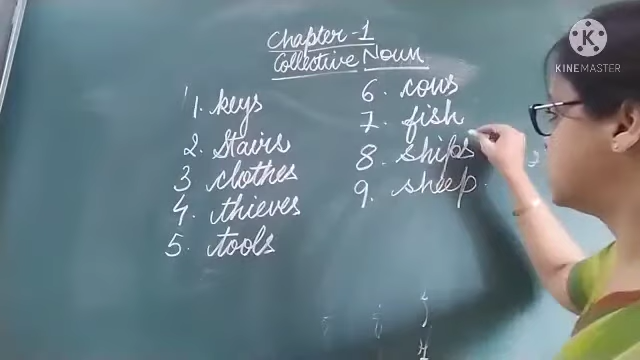 Chapter-1
Collective Noun
1. keys
2. stairs
3 clothes
4. thieves
5. tools
6. cows
7. fish
8. ships
9. sheep.
KINEMASTER